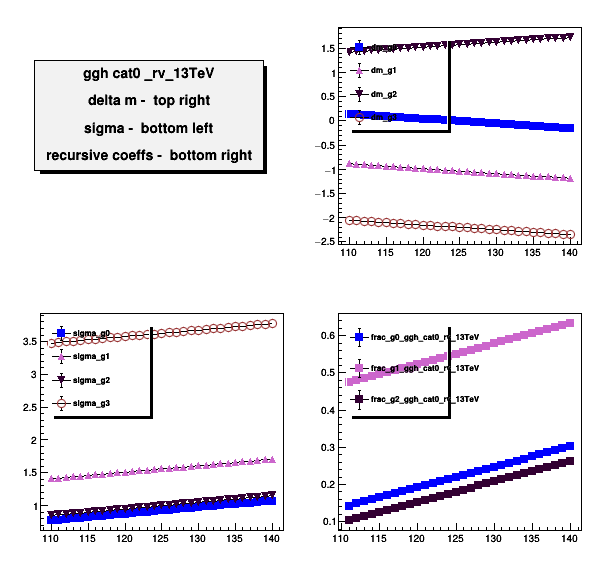 ggh cat0 _rv_13TeV
delta m -  top right
sigma -  bottom left
recursive coeffs -  bottom right
1.5
1
0.5
0
−0.5
−1
−1.5
−2
−2.5
dm_g1
dm_g2
110 115 120 125 130 135 140
3.5
3
2.5
2
1.5
1
sigma_g0
sigma_g1
sigma_g2
sigma_g3
110 115 120 125 130 135 140
0.6
0.5
0.4
0.3
0.2
0.1
frac_g0_ggh_cat0_rv_13TeV
frac_g1_ggh_cat0_rv_13TeV
frac_g2_ggh_cat0_rv_13TeV
110 115 120 125 130 135 140